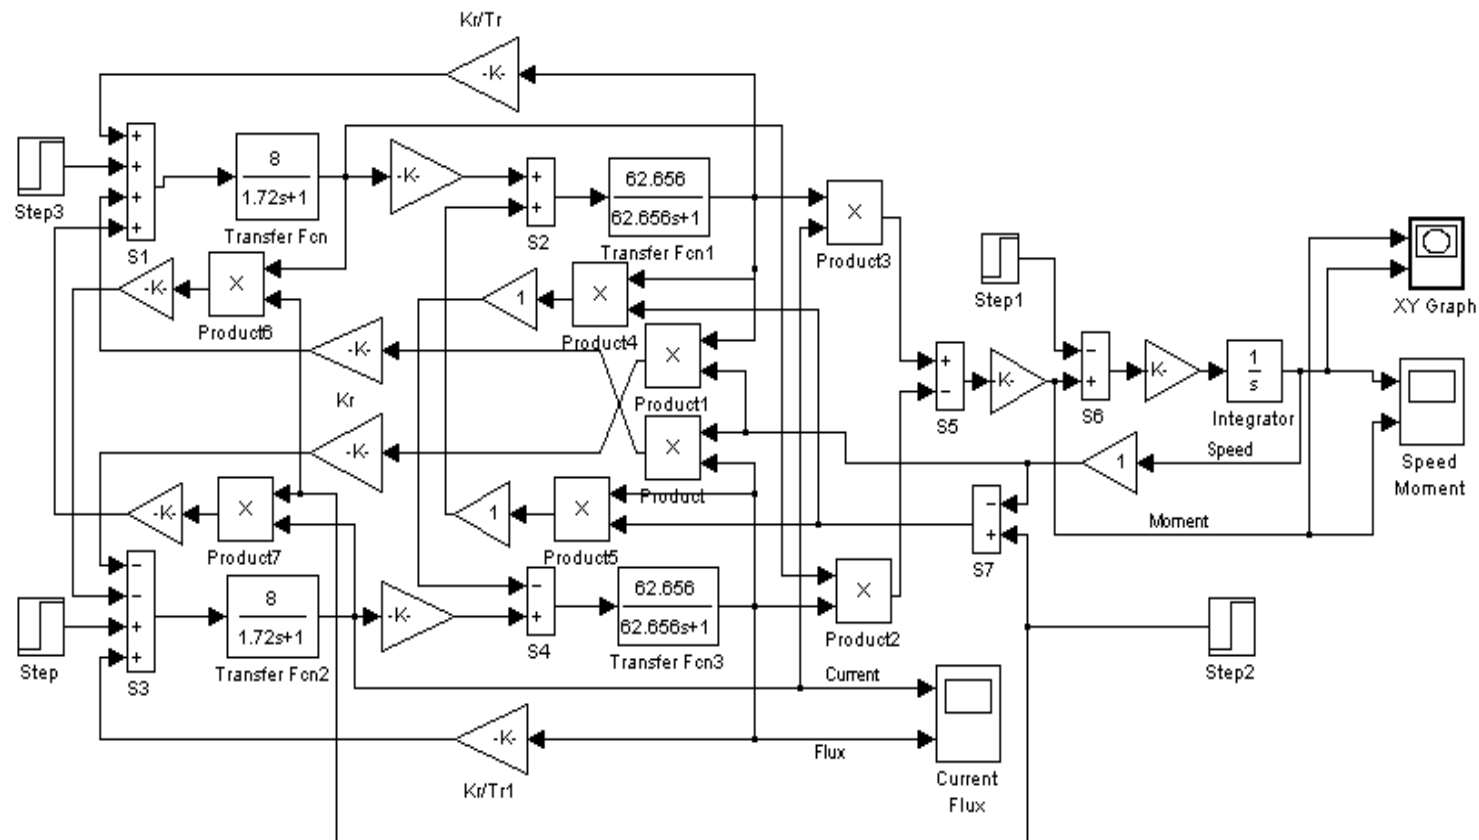 Kr/Tr
-K-
Step3
+
+
+
+
S1
8
1.72s+1
Transfer Fcn
-K-
+
+
S2
62.656
62.656s+1
Transfer Fcn1
X
Product3
-K-
X
Product6
1
X
Product4
X
Product1
-K-
Kr
-K-
X
Product
Step1
+
−
S5
K-
−
+
S6
K-
1
s
Integrator
XY Graph
Speed
Moment
1
Speed
Moment
−
+
S7
-K-
X
Product7
1
X
Product5
Step
−
−
+
+
S3
8
1.72s+1
Transfer Fcn2
-K-
−
+
S4
62.656
62.656s+1
Transfer Fcn3
X
Product2
Step2
Current
Flux
Current
Flux
-K-
Kr/Tr1